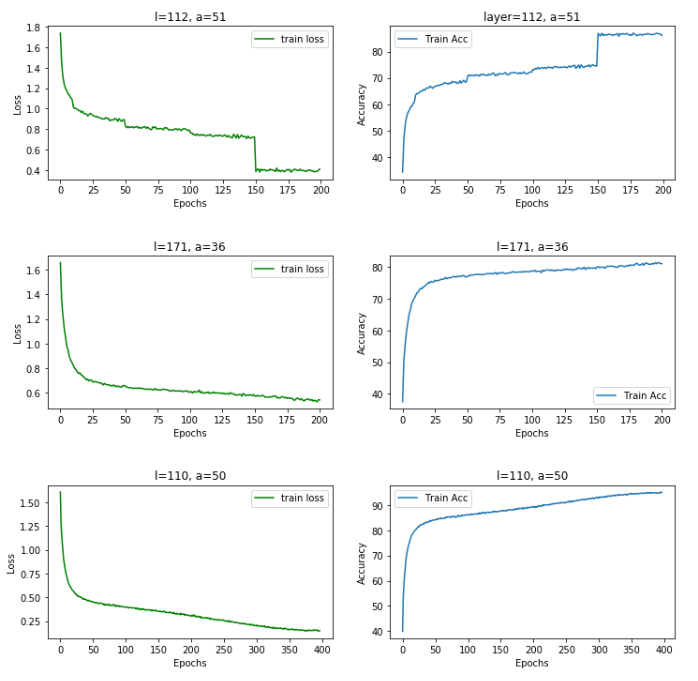 l=112, a=51
1.8
1.6
1.4
1.2
1.0
0.8
0.6
0.4
Loss
train loss
0 25 50 75 100 125 150 175 200
Epochs
layer=112, a=51
80
70
60
50
40
Accuracy
Train Acc
0 25 50 75 100 125 150 175 200
Epochs
l=171, a=36
1.6
1.4
1.2
1.0
0.8
0.6
Loss
train loss
0 25 50 75 100 125 150 175 200
Epochs
l=171, a=36
80
70
60
50
40
Accuracy
Train Acc
0 25 50 75 100 125 150 175 200
Epochs
l=110, a=50
1.50
1.25
1.00
0.75
0.50
0.25
Loss
train loss
0 50 100 150 200 250 300 350 400
Epochs
l=110, a=50
90
80
70
60
50
40
Accuracy
Train Acc
0 50 100 150 200 250 300 350 400
Epochs